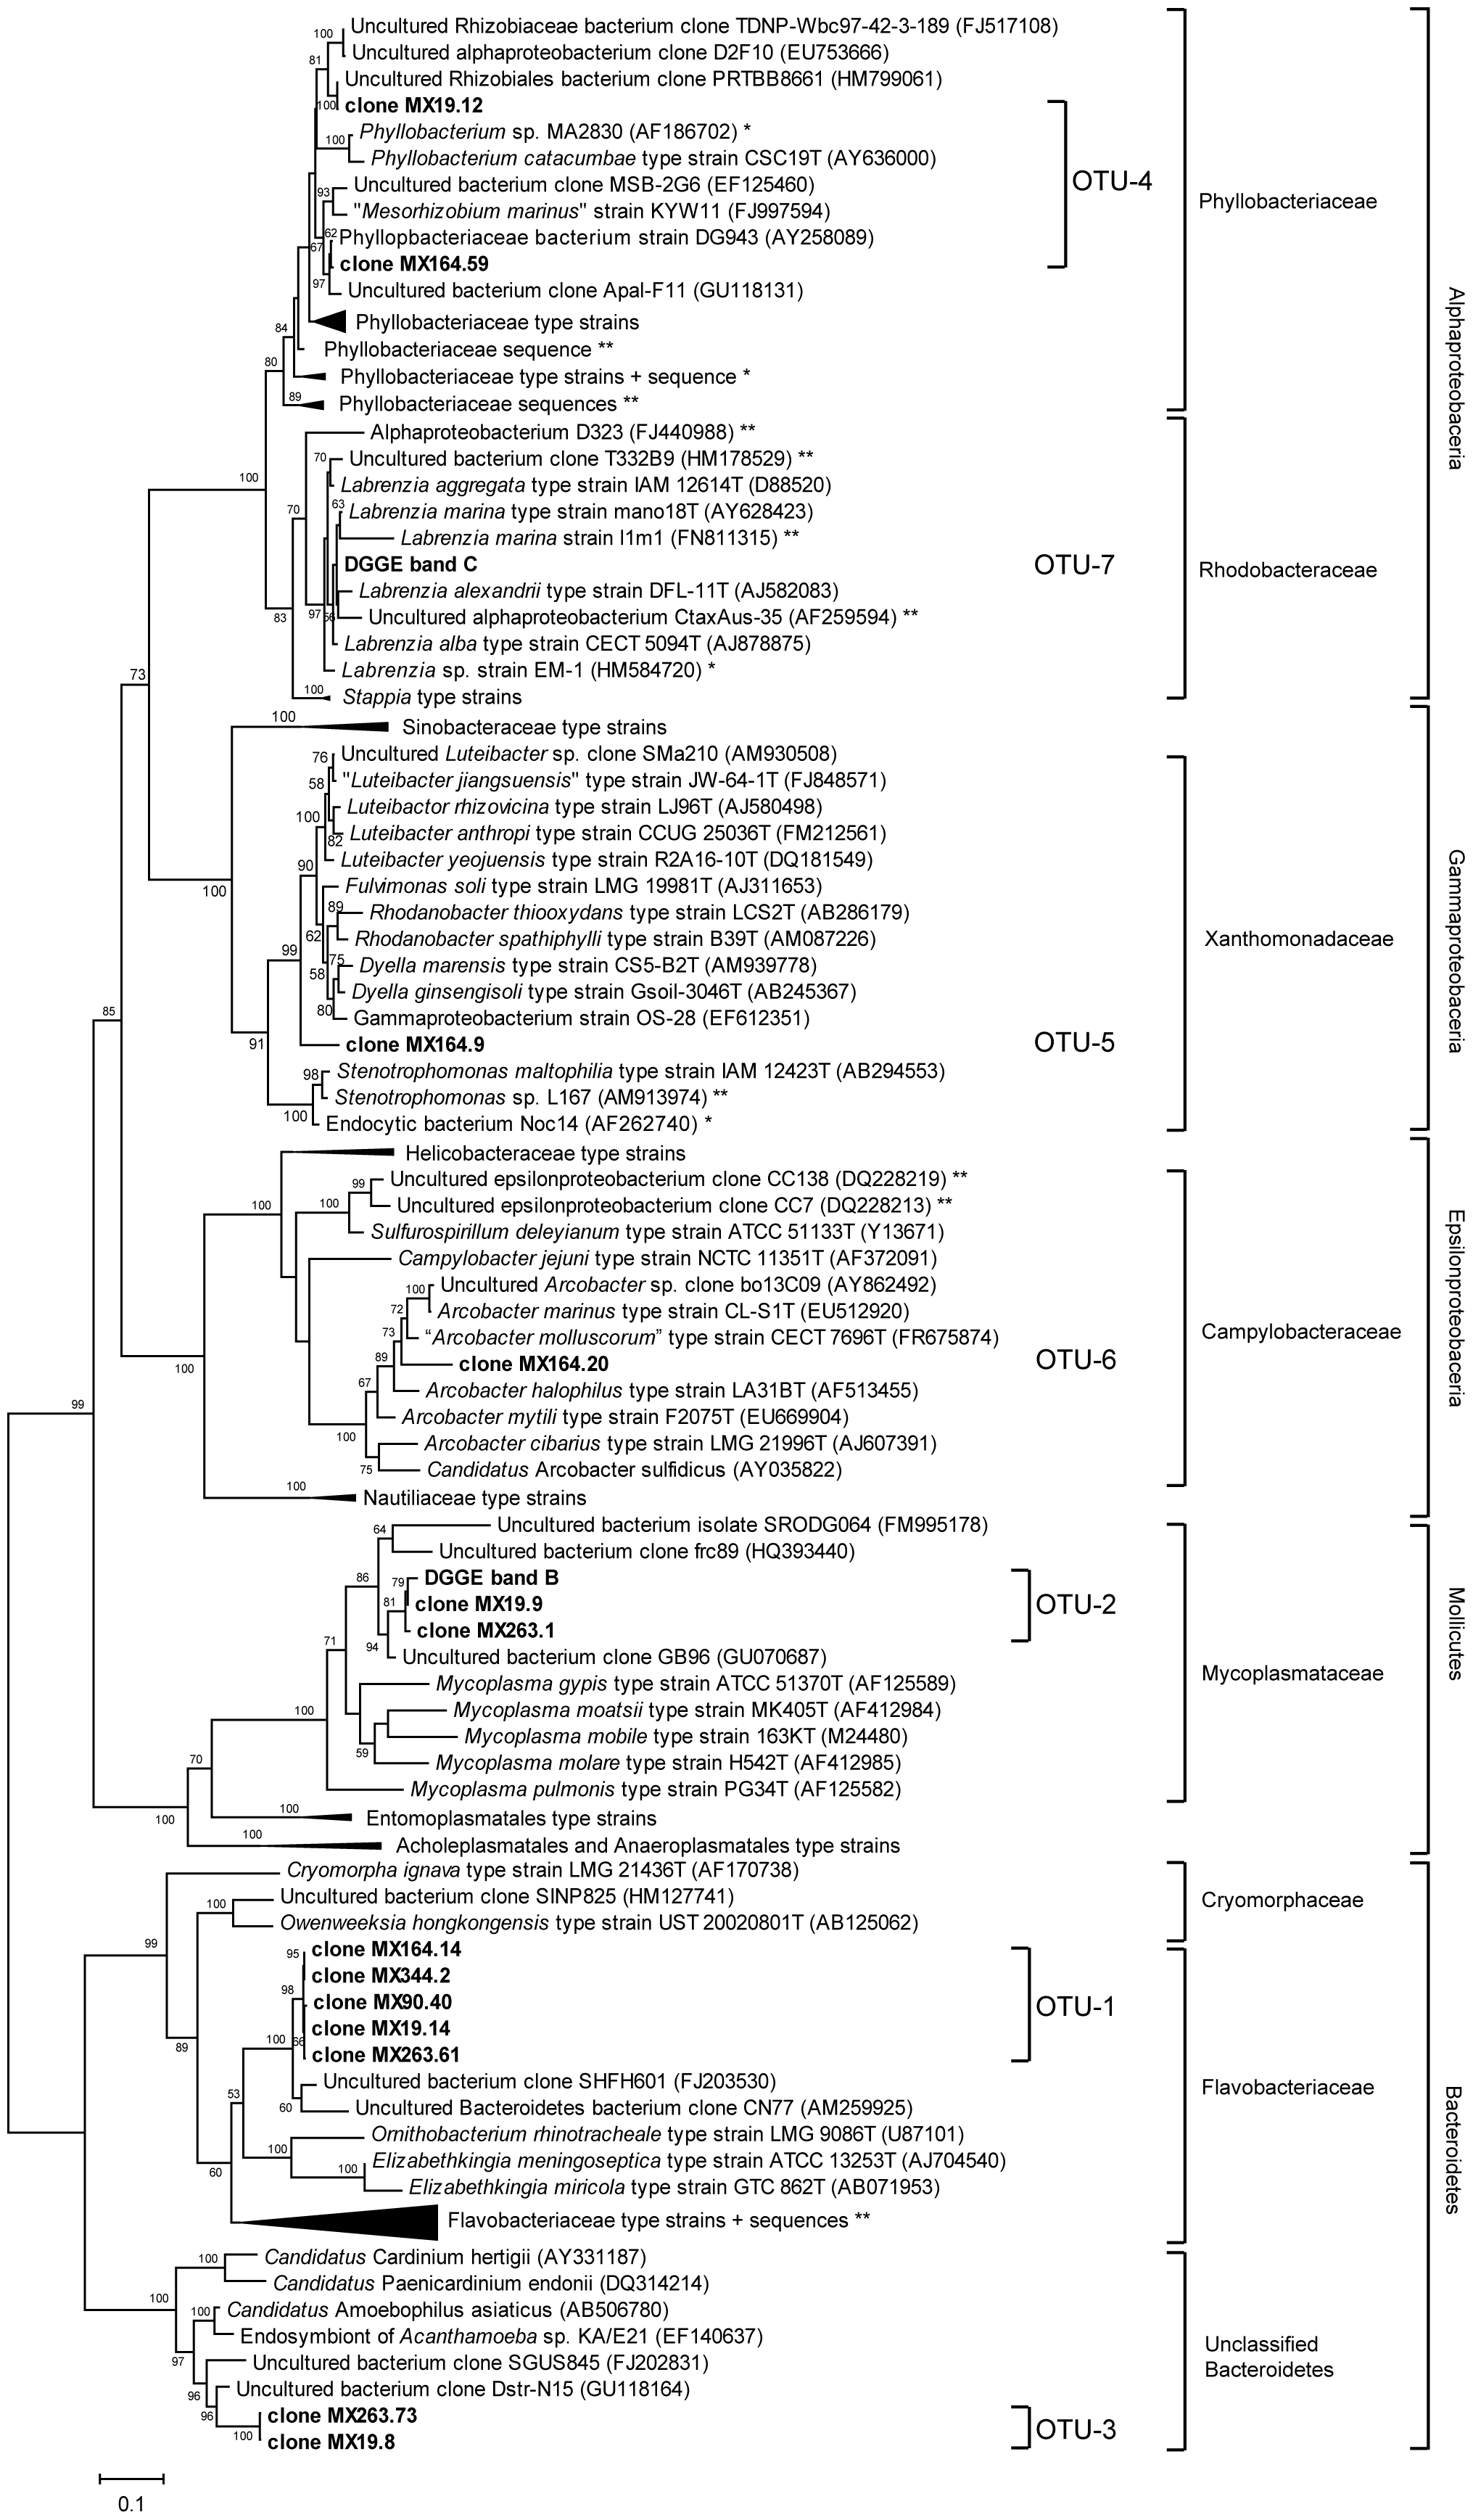 Uncultured Rhizobiaceae bacterium clone TDNP-Wbc97-42-3-189 (FJ517108)
100
Uncultured alphaproteobacterium clone D2F10 (EU753666)
81
Uncultured Rhizobiales bacterium clone PRTBB8661 (HM799061)
100
clone MX19.12
Phyllobacterium sp. MA2830 (AF186702) *
100
Phyllobacterium catacumbae type strain CSC19T (AY636000)
OTU-4
Uncultured bacterium clone MSB-2G6 (EF125460)
93
Phyllobacteriaceae
"Mesorhizobium marinus" strain KYW11 (FJ997594)
62
Phyllopbacteriaceae bacterium strain DG943 (AY258089)
67
clone MX164.59
97
Uncultured bacterium clone Apal-F11 (GU118131)
Phyllobacteriaceae type strains
84
Phyllobacteriaceae sequence **
80
Phyllobacteriaceae type strains + sequence *
89
Phyllobacteriaceae sequences **
Alphaproteobaceria
Alphaproteobacterium D323 (FJ440988) **
70
Uncultured bacterium clone T332B9 (HM178529) **
100
Labrenzia aggregata type strain IAM 12614T (D88520)
70
63
Labrenzia marina type strain mano18T (AY628423)
Labrenzia marina strain I1m1 (FN811315) **
DGGE band C
OTU-7
Rhodobacteraceae
Labrenzia alexandrii type strain DFL-11T (AJ582083)
83
97
56
Uncultured alphaproteobacterium CtaxAus-35 (AF259594) **
Labrenzia alba type strain CECT 5094T (AJ878875)
Labrenzia sp. strain EM-1 (HM584720) *
73
100
Stappia type strains
100
Sinobacteraceae type strains
76
Uncultured Luteibacter sp. clone SMa210 (AM930508)
58
"Luteibacter jiangsuensis" type strain JW-64-1T (FJ848571)
Luteibactor rhizovicina type strain LJ96T (AJ580498)
100
Luteibacter anthropi type strain CCUG 25036T (FM212561)
82
Luteibacter yeojuensis type strain R2A16-10T (DQ181549)
90
100
Fulvimonas soli type strain LMG 19981T (AJ311653)
89
Rhodanobacter thiooxydans type strain LCS2T (AB286179)
62
Rhodanobacter spathiphylli type strain B39T (AM087226)
Xanthomonadaceae
99
75
Dyella marensis type strain CS5-B2T (AM939778)
58
Dyella ginsengisoli type strain Gsoil-3046T (AB245367)
80
Gammaproteobacterium strain OS-28 (EF612351)
Gammaproteobaceria
85
91
clone MX164.9
OTU-5
98
Stenotrophomonas maltophilia type strain IAM 12423T (AB294553)
Stenotrophomonas sp. L167 (AM913974) **
100
Endocytic bacterium Noc14 (AF262740) *
Helicobacteraceae type strains
99
Uncultured epsilonproteobacterium clone CC138 (DQ228219) **
100
100
Uncultured epsilonproteobacterium clone CC7 (DQ228213) **
Sulfurospirillum deleyianum type strain ATCC 51133T (Y13671)
Campylobacter jejuni type strain NCTC 11351T (AF372091)
100
Uncultured Arcobacter sp. clone bo13C09 (AY862492)
72
Arcobacter marinus type strain CL-S1T (EU512920)
Epsilonproteobaceria
73
“Arcobacter molluscorum” type strain CECT 7696T (FR675874)
Campylobacteraceae
89
clone MX164.20
OTU-6
100
67
Arcobacter halophilus type strain LA31BT (AF513455)
99
Arcobacter mytili type strain F2075T (EU669904)
100
Arcobacter cibarius type strain LMG 21996T (AJ607391)
75
Candidatus Arcobacter sulfidicus (AY035822)
100
Nautiliaceae type strains
64
Uncultured bacterium isolate SRODG064 (FM995178)
Uncultured bacterium clone frc89 (HQ393440)
86
79
DGGE band B
81
clone MX19.9
OTU-2
clone MX263.1
94
71
Uncultured bacterium clone GB96 (GU070687)
Mycoplasma gypis type strain ATCC 51370T (AF125589)
Mycoplasmataceae
Mollicutes
100
Mycoplasma moatsii type strain MK405T (AF412984)
Mycoplasma mobile type strain 163KT (M24480)
59
Mycoplasma molare type strain H542T (AF412985)
70
Mycoplasma pulmonis type strain PG34T (AF125582)
100
100
Entomoplasmatales type strains
100
Acholeplasmatales and Anaeroplasmatales type strains
Cryomorpha ignava type strain LMG 21436T (AF170738)
100
Uncultured bacterium clone SINP825 (HM127741)
Cryomorphaceae
Owenweeksia hongkongensis type strain UST 20020801T (AB125062)
99
95
clone MX164.14
clone MX344.2
98
clone MX90.40
OTU-1
clone MX19.14
89
100
66
clone MX263.61
Uncultured bacterium clone SHFH601 (FJ203530)
Flavobacteriaceae
53
60
Uncultured Bacteroidetes bacterium clone CN77 (AM259925)
Ornithobacterium rhinotracheale type strain LMG 9086T (U87101)
100
100
Elizabethkingia meningoseptica type strain ATCC 13253T (AJ704540)
60
Elizabethkingia miricola type strain GTC 862T (AB071953)
Bacteroidetes
Flavobacteriaceae type strains + sequences **
100
Candidatus Cardinium hertigii (AY331187)
Candidatus Paenicardinium endonii (DQ314214)
100
100
Candidatus Amoebophilus asiaticus (AB506780)
Endosymbiont of Acanthamoeba sp. KA/E21 (EF140637)
97
Unclassified
Bacteroidetes
Uncultured bacterium clone SGUS845 (FJ202831)
96
Uncultured bacterium clone Dstr-N15 (GU118164)
96
clone MX263.73
100
OTU-3
clone MX19.8
0.1